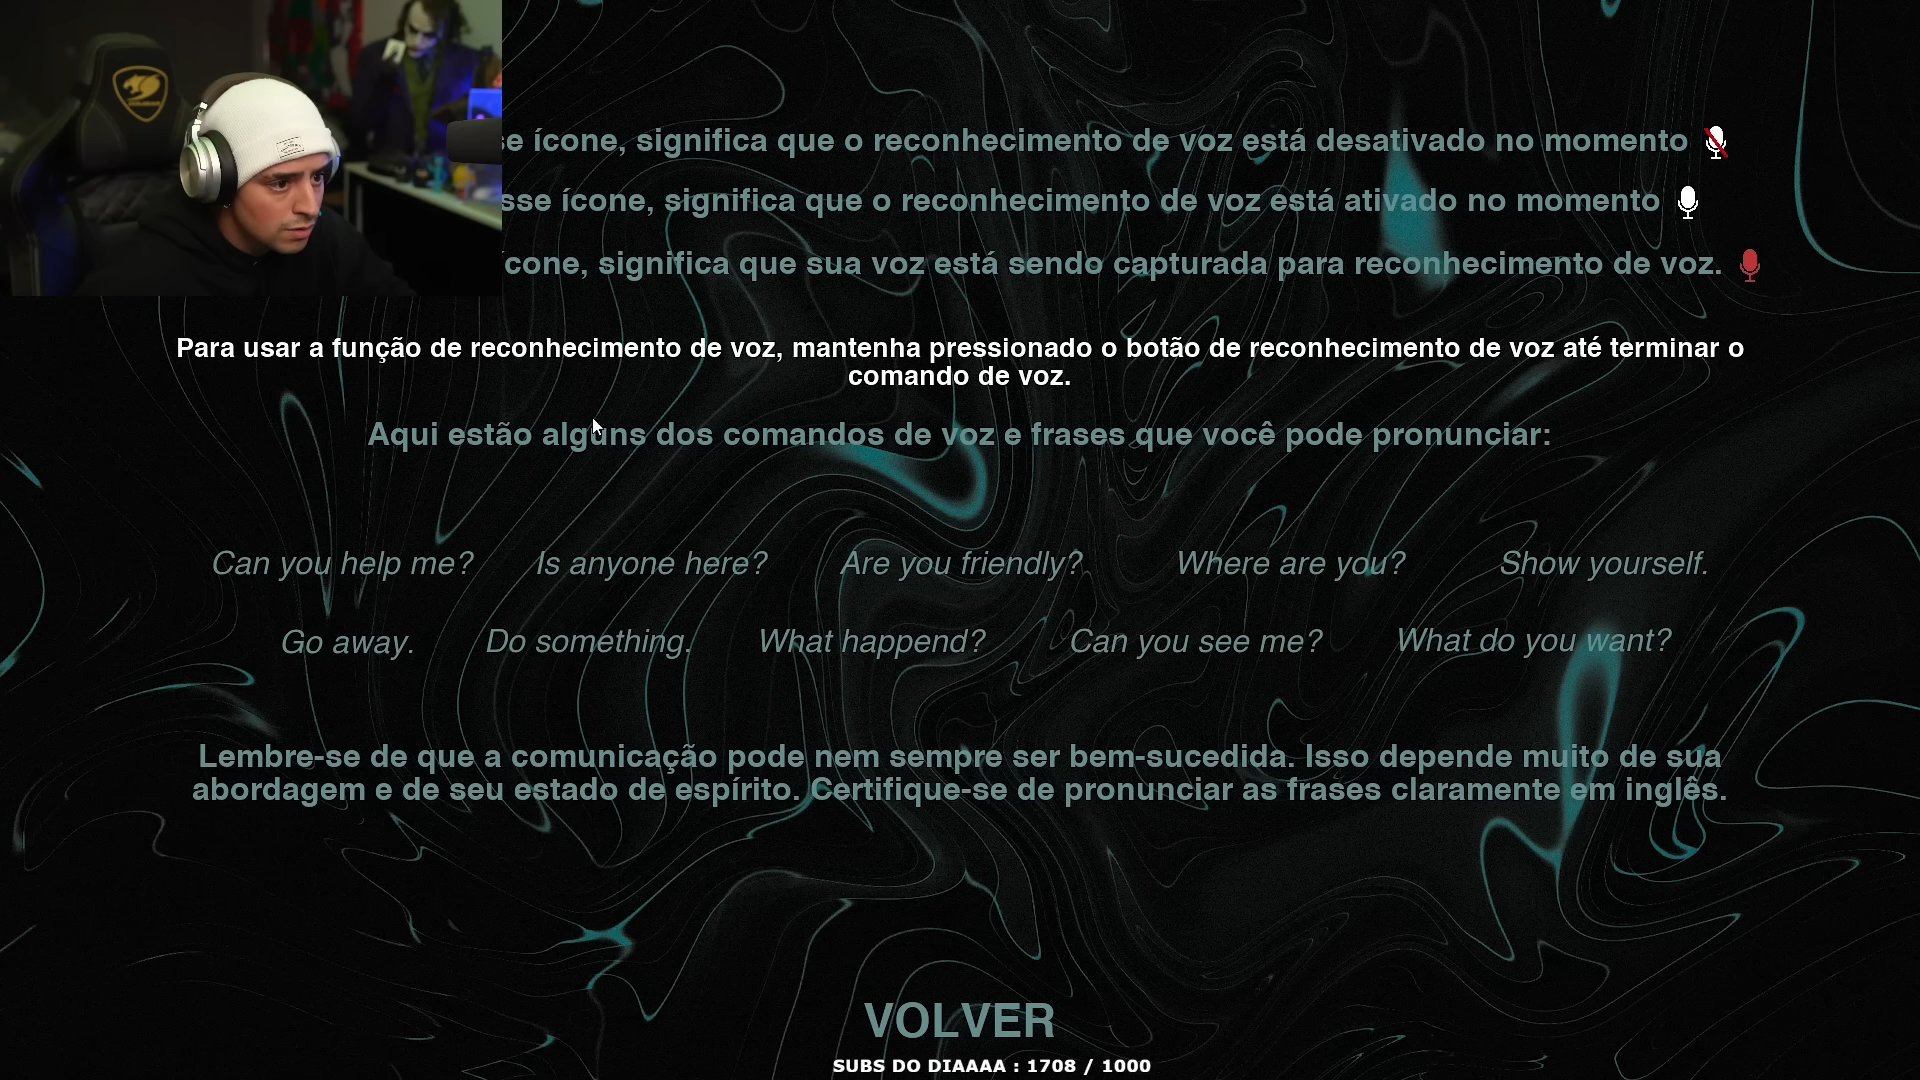 se ícone, significa que o reconhecimento de voz está desativado no momento
sse ícone, significa que o reconhecimento de voz está ativado no momento
ícone, significa que sua voz está sendo capturada para reconhecimento de voz.
Para usar a função de reconhecimento de voz, mantenha pressionado o botão de reconhecimento de voz até terminar o
comando de voz.
Aqui estão alguns dos comandos de voz e frases que você pode pronunciar:
Can you help me? Is anyone here? Are you friendly? Where are you? Show yourself.
Go away. Do something. What happend? Can you see me? What do you want?
Lembre-se de que a comunicação pode nem sempre ser bem-sucedida. Isso depende muito de sua
abordagem e de seu estado de espírito. Certifique-se de pronunciar as frases claramente em inglês.
VOLVER
SUBS DO DIAAAA : 1708 / 1000